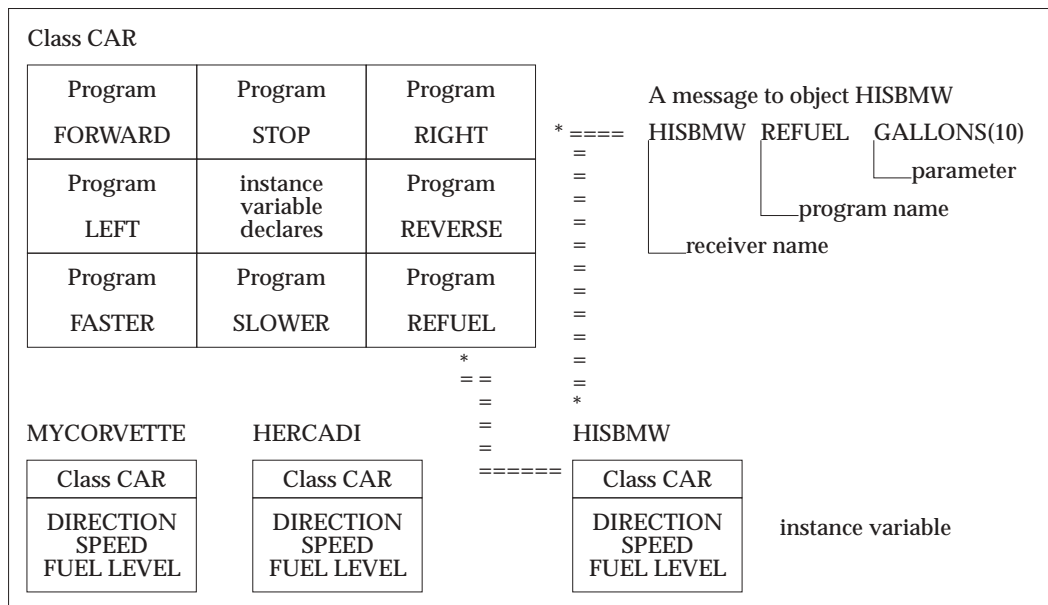 Class CAR
Program Program Program
FORWARD STOP RIGHT
Program instance variable declares Program
LEFT REVERSE
Program Program Program
FASTER SLOWER REFUEL
A message to object HISBMW
* ==== HISBMW REFUEL GALLONS(10)
=
= parameter
=
= program name
= receiver name
=
=
=
=
* =
= = =
= *
=
MYCORVETTE HERCADI HISBMW
=
======
Class CAR Class CAR Class CAR
DIRECTION DIRECTION DIRECTION
SPEED SPEED SPEED
FUEL LEVEL FUEL LEVEL FUEL LEVEL
instance variable